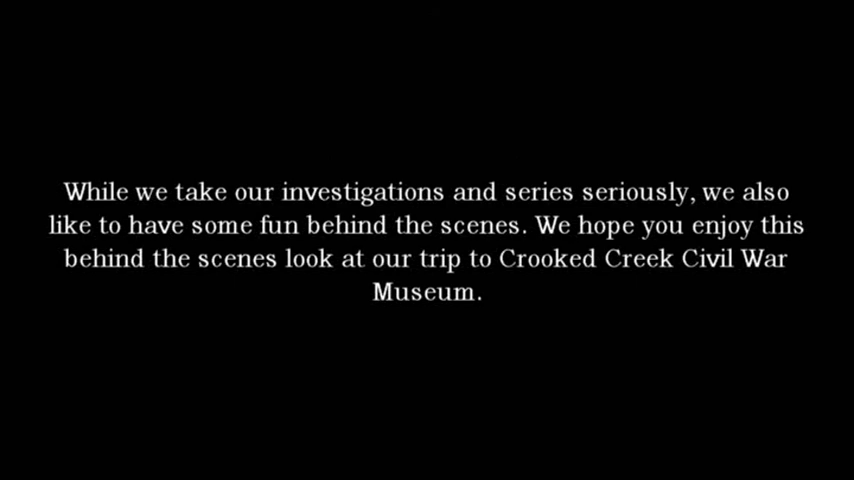 While we take our investigations and series seriously, we also
like to have some fun behind the scenes. We hope you enjoy this
behind the scenes look at our trip to Crooked Creek Civil War
Museum.